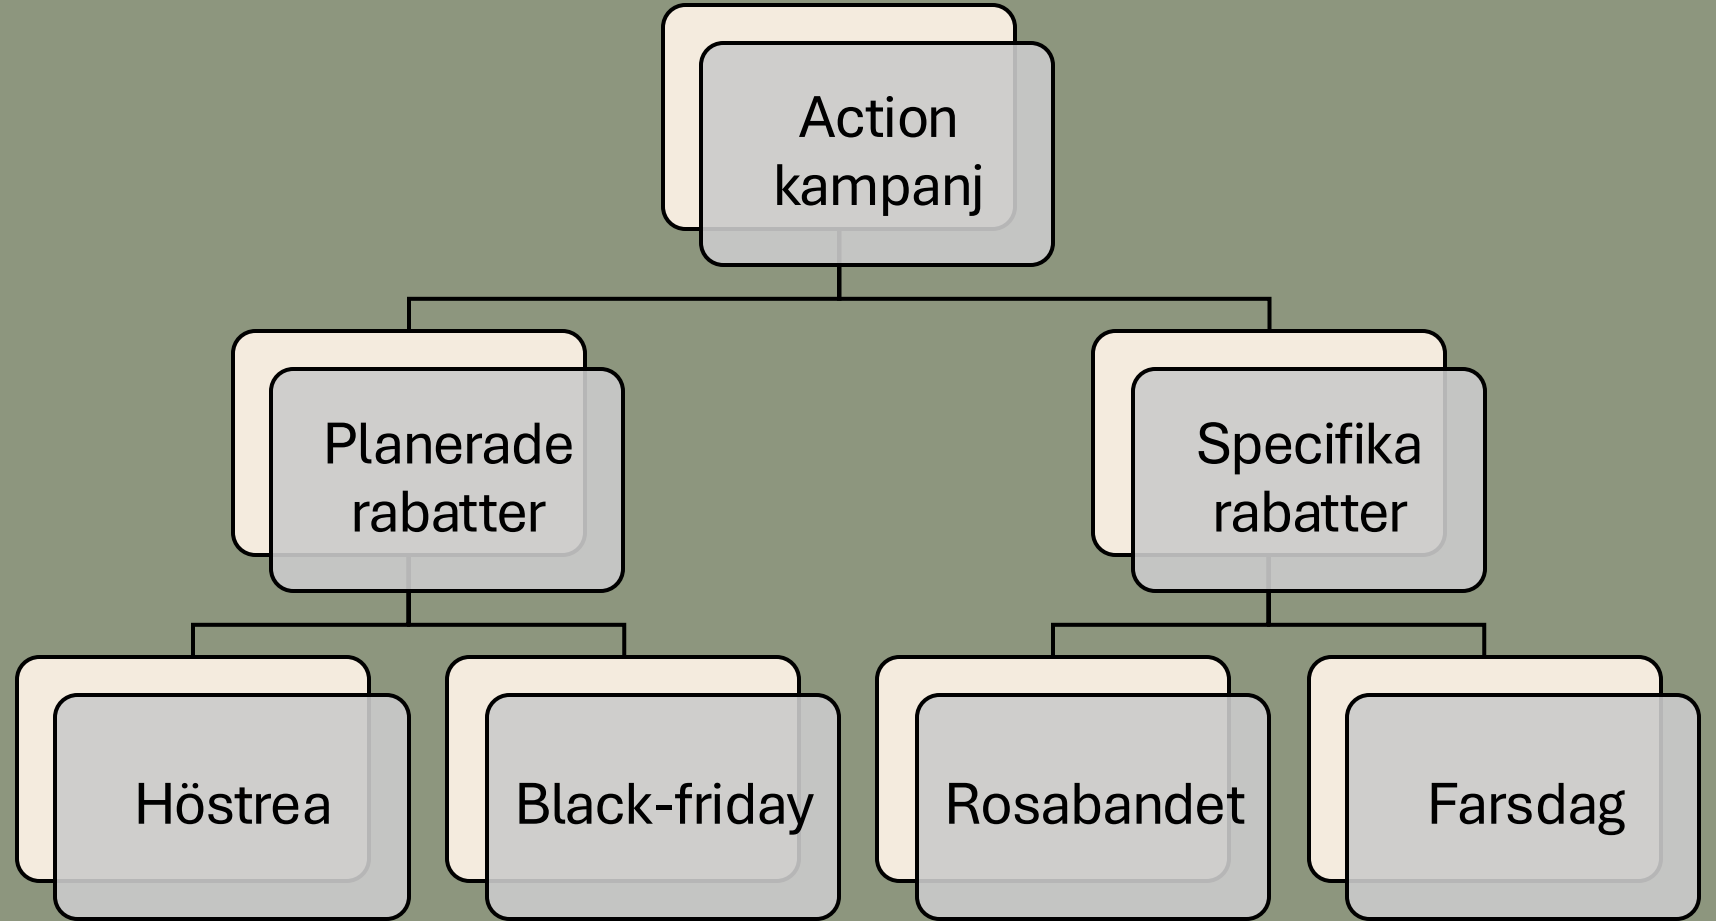 Action
kampanj
Planerade
rabatter
Specifika
rabatter
Höstrea
Black-friday
Rosabandet
Farsdag